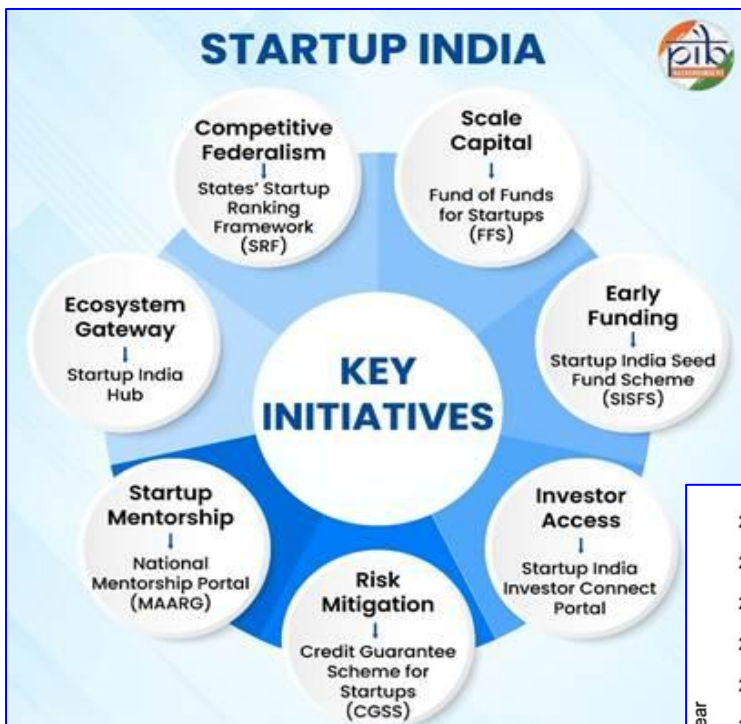 STARTUP INDIA
pib
Competitive
Federalism
↓
States' Startup
Ranking
Framework
(SRF)
Scale
Capital
↓
Fund of Funds
for Startups
(FFS)
Ecosystem
Gateway
↓
Startup India
Hub
Early
Funding
↓
Startup India Seed
Fund Scheme
(SISFS)
KEY
INITIATIVES
Startup
Mentorship
↓
National
Mentorship Portal
(MAARG)
Investor
Access
↓
Startup India
Investor Connect
Portal
Risk
Mitigation
↓
Credit Guarantee
Scheme for
Startups
(CGSS)